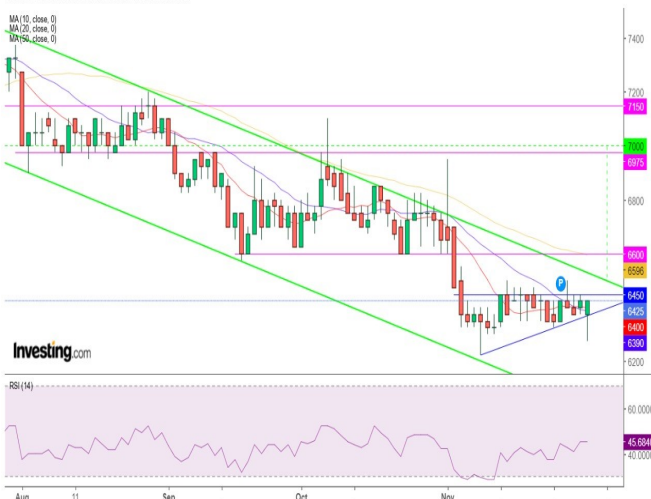 MA (10, close, 0)
MA (20, close, 0)
MA (50, close, 0)
7400
7200
7150
7000
6975
6800
6600
6596
6450
6425
6400
6390
6200
P
Investing.com
RSI (14)
60.0000
45.6840
40.0000
Aug
11
Sep
Oct
Nov